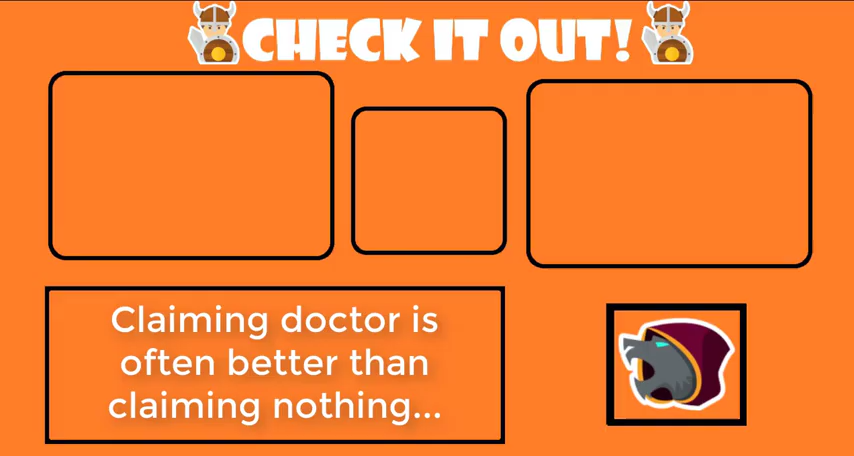 CHECK IT OUT!
Claiming doctor is
often better than
claiming nothing...